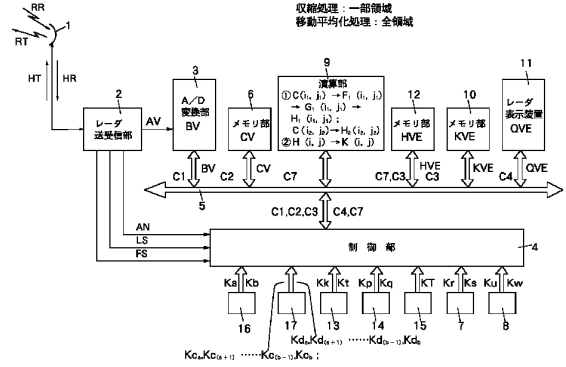 収縮処理：一部領域
移動平均化処理：全領域
RR
RT
1
HT
HR
2
レーダ
送受信部
AV
3
A／D
変換部
BV
6
メモリ部
CV
9
演算部
①C(i₁, j₁)→F₁ (i₁, j₁)
→ G₁ (i₁, j₁) →
H₁ (i₁, j₁) ;
C (i₂, j₂)→H₂(i₂, j₂)
②H (i, j) →K (i, j)
12
メモリ部
HVE
10
メモリ部
KVE
11
レーダ
表示装置
QVE
C1
BV
C2
CV
C7
C7,C3
HVE
C3
KVE
C4
QVE
5
C1,C2,C3
C4,C7
AN
LS
FS
制 御 部
4
Ka
Kb
Kk
Kt
Kp
Kq
KT
Kr
Ks
Ku
Kw
16
17
13
14
15
7
8
Kdₐ,Kd₍ₐ₊₁₎ ……Kd₍b₋₁₎,Kdb
Kcₐ,Kc₍ₐ₊₁₎ ……Kc₍b₋₁₎,Kcb ;